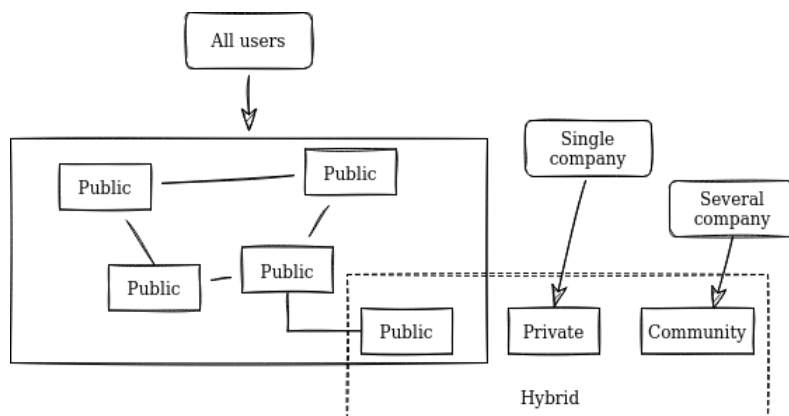 All users
Single
company
Several
company
Public
Public
Public
Public
Public
Private
Community
Hybrid